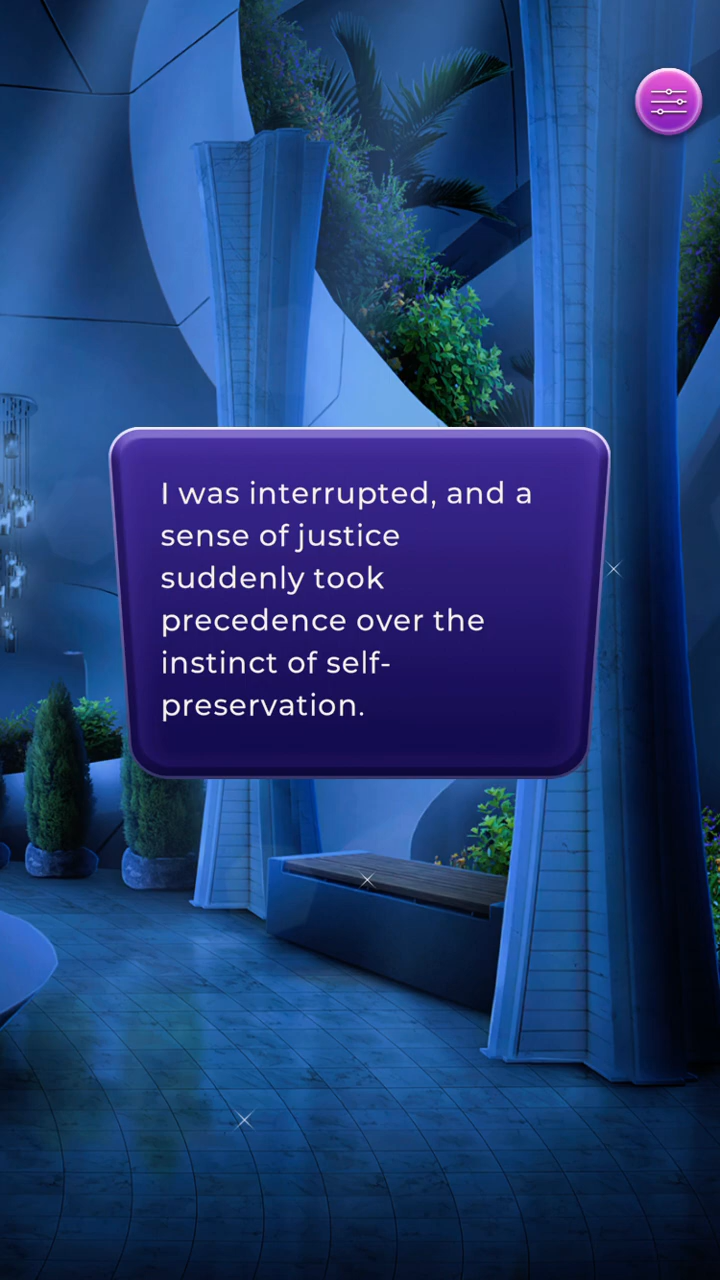 I was interrupted, and a
sense of justice
suddenly took
precedence over the
instinct of self-
preservation.